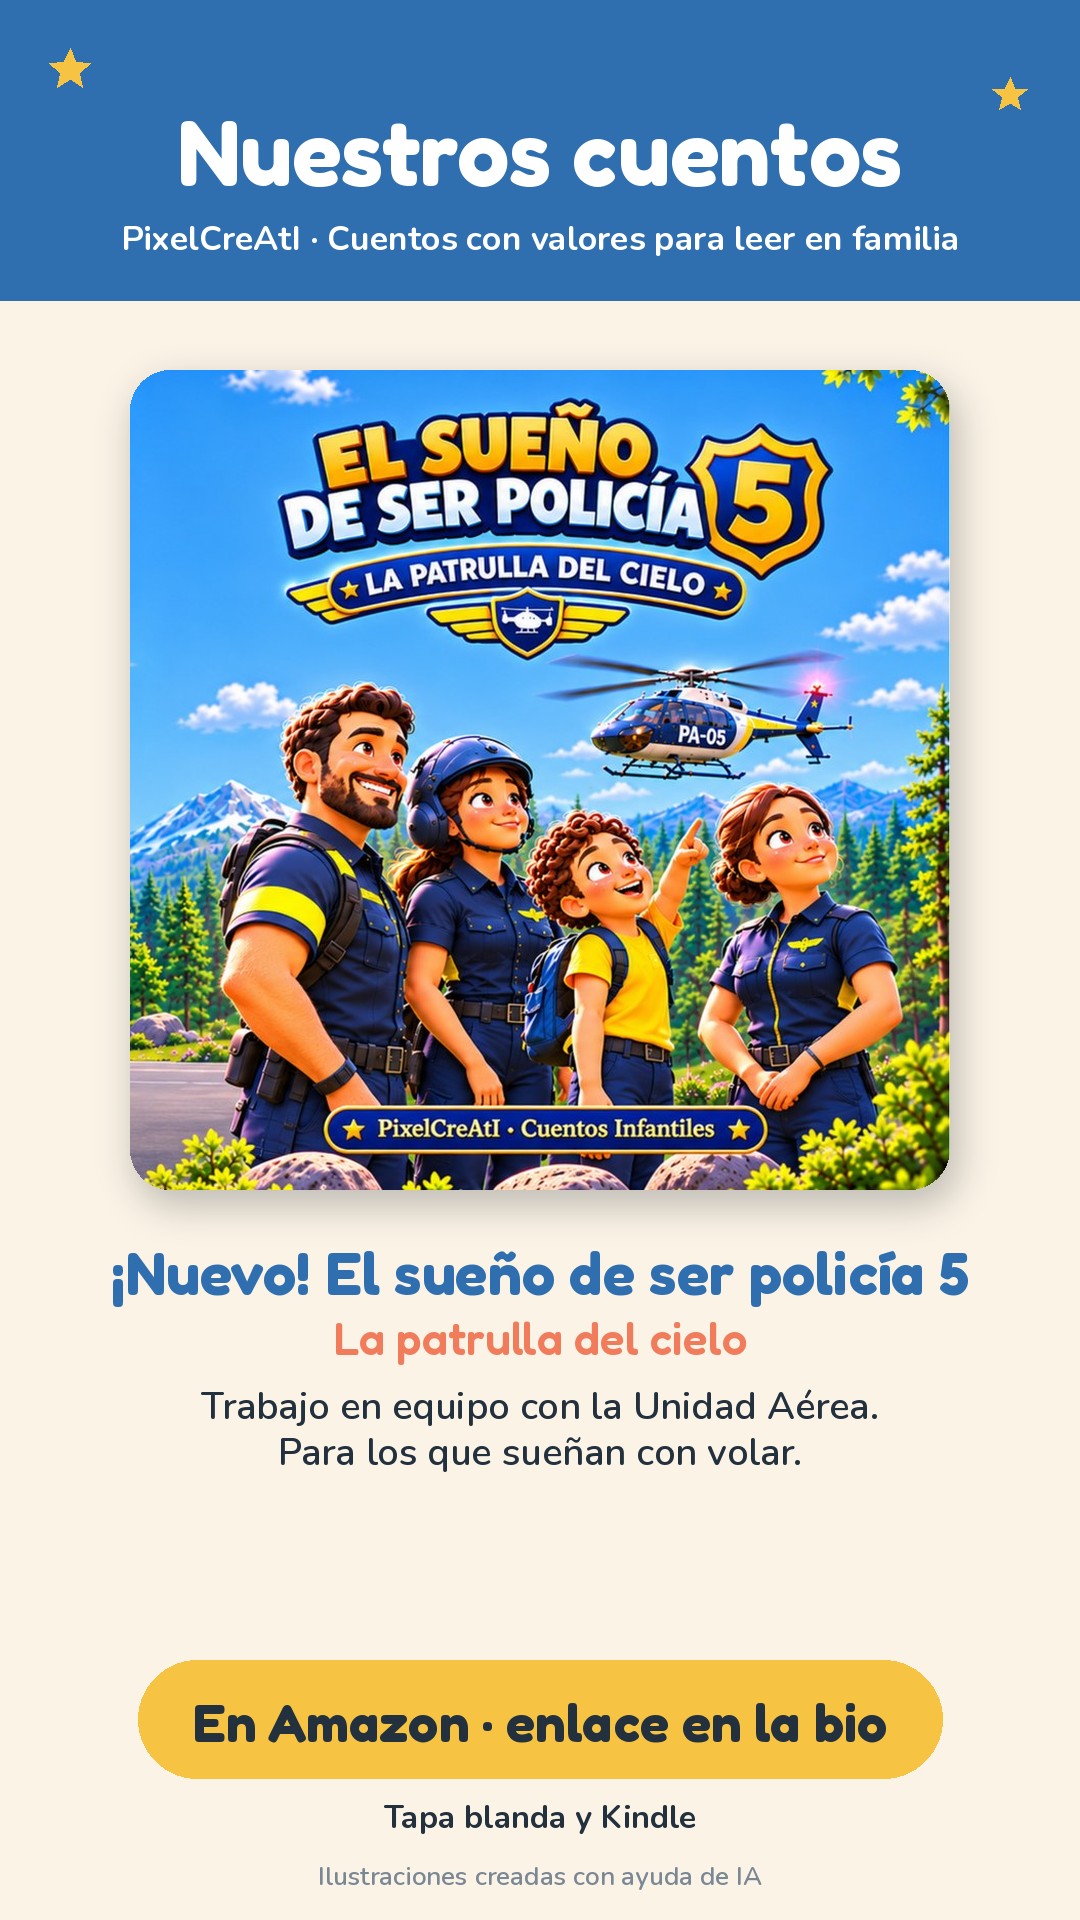 Nuestros cuentos
PixelCreAtI · Cuentos con valores para leer en familia
EL SUEÑO
DE SER POLICÍA 5
LA PATRULLA DEL CIELO
PA-05
PixelCreAtI · Cuentos Infantiles
¡Nuevo! El sueño de ser policía 5
La patrulla del cielo
Trabajo en equipo con la Unidad Aérea.
Para los que sueñan con volar.
En Amazon · enlace en la bio
Tapa blanda y Kindle
Ilustraciones creadas con ayuda de IA